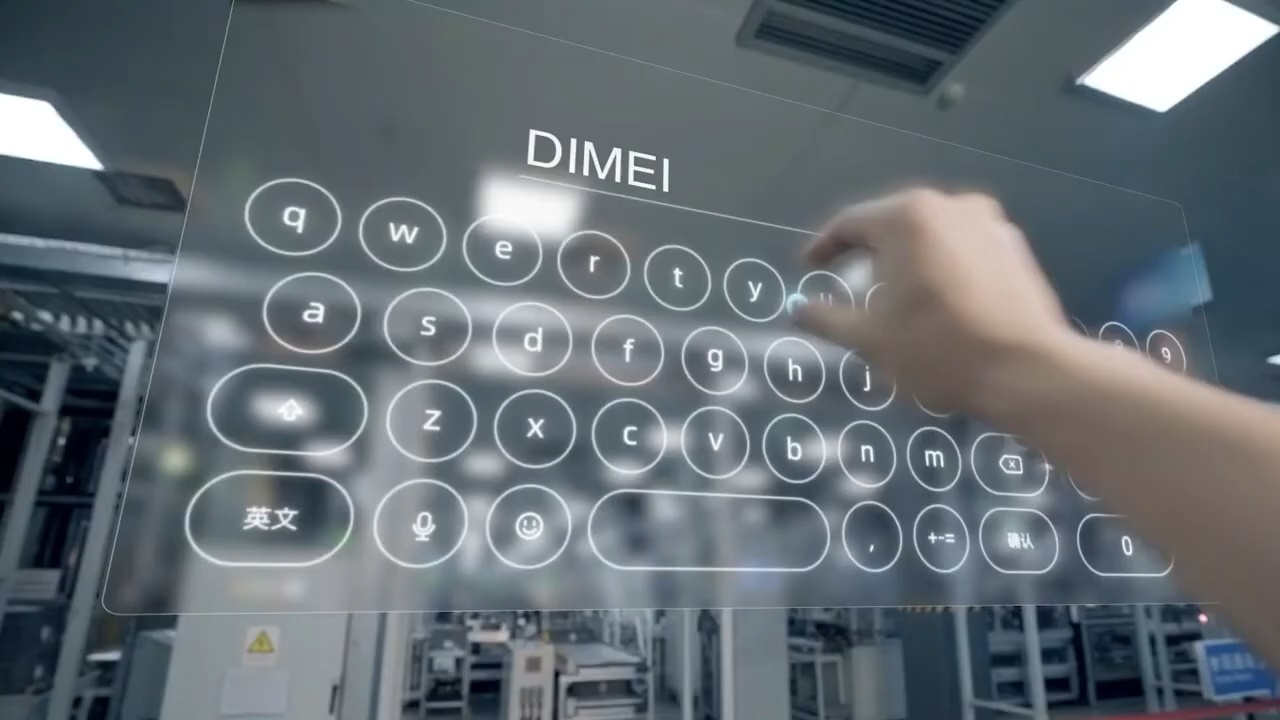 DIMEI
q w e r t y u
a s d f g h j 9
z x c v b n m
英文 , +-= 确认 0